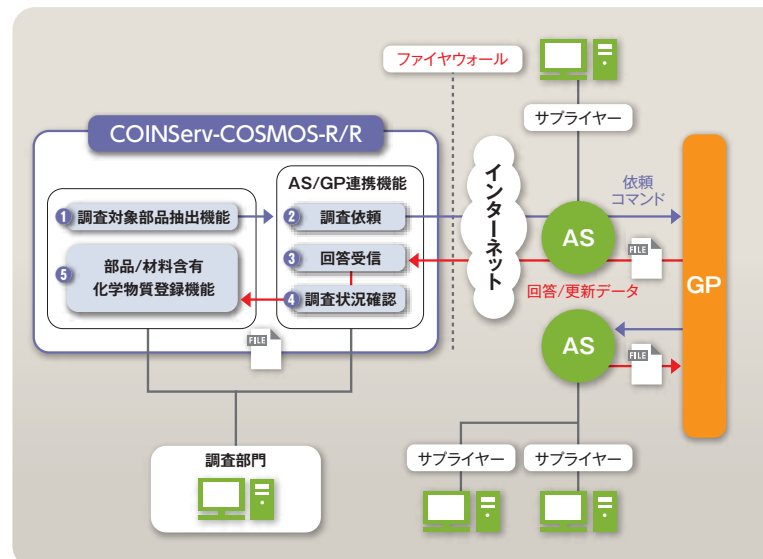 ファイヤウォール
サプライヤー
COINServ-COSMOS-R/R
AS/GP連携機能
インターネット
1 調査対象部品抽出機能
2 調査依頼
依頼
コマンド
AS
3 回答受信
FILE
5 部品/材料含有
化学物質登録機能
4 調査状況確認
回答/更新データ
GP
FILE
AS
FILE
調査部門
サプライヤー
サプライヤー